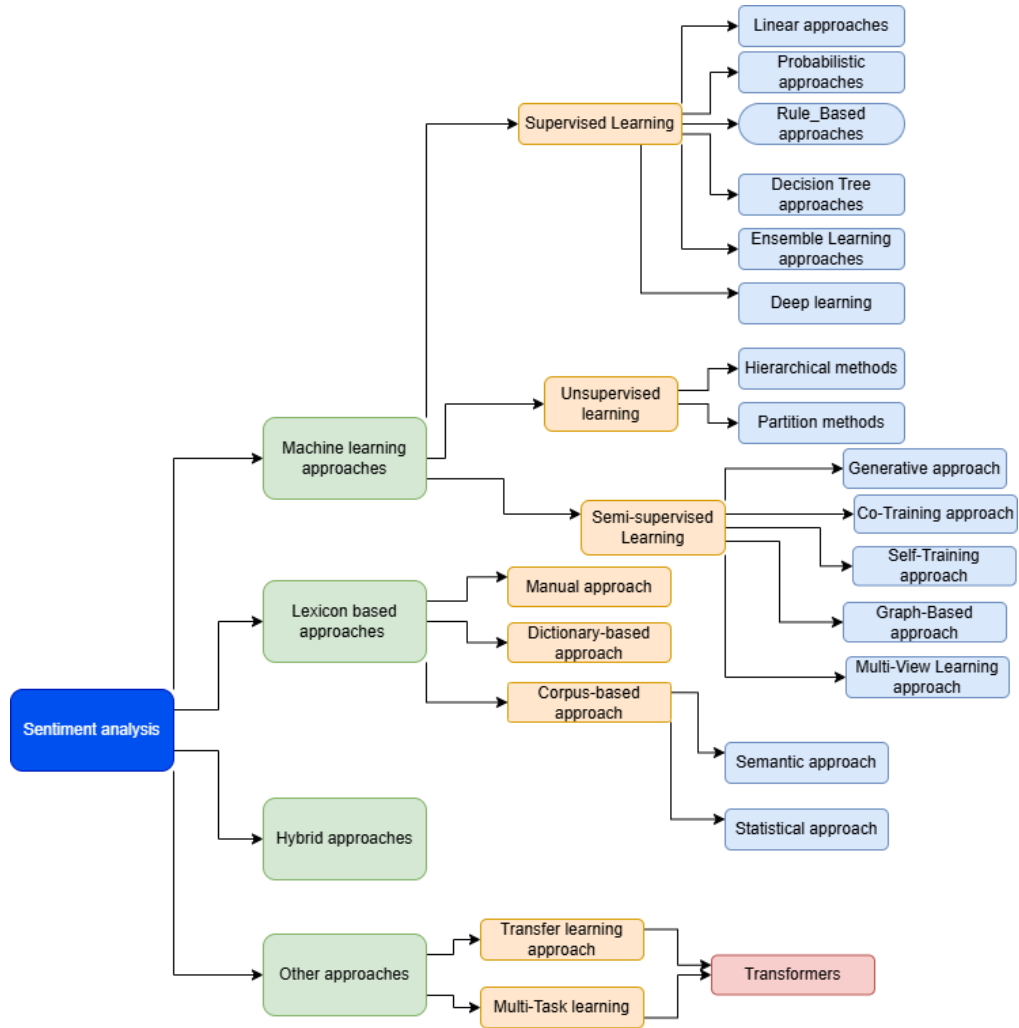 Linear approaches
Probabilistic
approaches
Rule_Based
approaches
Supervised Learning
Decision Tree
approaches
Ensemble Learning
approaches
Deep learning
Hierarchical methods
Unsupervised
learning
Partition methods
Machine learning
approaches
Generative approach
Co-Training approach
Semi-supervised
Learning
Self-Training
approach
Graph-Based
approach
Multi-View Learning
approach
Lexicon based
approaches
Manual approach
Dictionary-based
approach
Corpus-based
approach
Semantic approach
Statistical approach
Sentiment analysis
Hybrid approaches
Other approaches
Transfer learning
approach
Multi-Task learning
Transformers